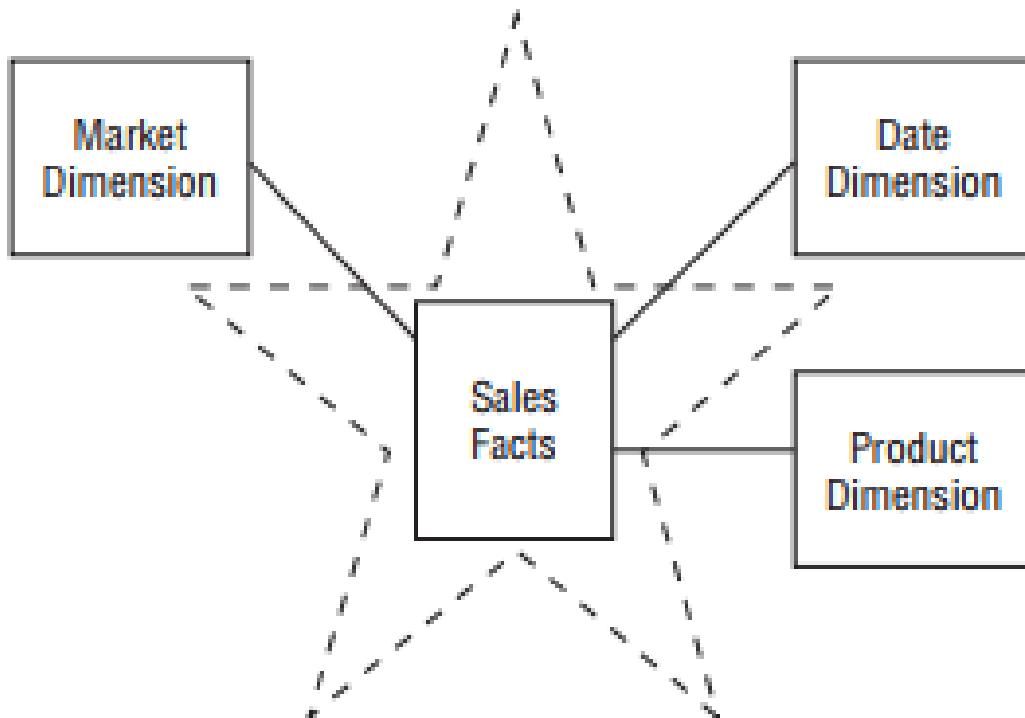 Market
Dimension
Date
Dimension
Sales
Facts
Product
Dimension